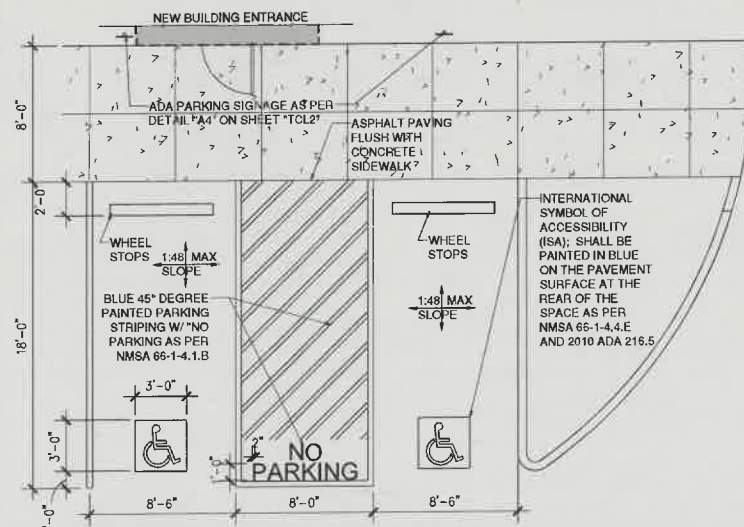 NEW BUILDING ENTRANCE
8'-0"
ADA PARKING SIGNAGE AS PER
DETAIL "A4" ON SHEET "TCL2"
ASPHALT PAVING
FLUSH WITH
CONCRETE
SIDEWALK
2'-0"
WHEEL
STOPS
1:48 MAX
SLOPE
BLUE 45° DEGREE
PAINTED PARKING
STRIPING W/ "NO
PARKING AS PER
NMSA 66-1-4.1.B
WHEEL
STOPS
1:48 MAX
SLOPE
INTERNATIONAL
SYMBOL OF
ACCESSIBILITY
(ISA); SHALL BE
PAINTED IN BLUE
ON THE PAVEMENT
SURFACE AT THE
REAR OF THE
SPACE AS PER
NMSA 66-1-4.4.E
AND 2010 ADA 216.5
18'-0"
3'-0"
3'-0"
2"
NO
PARKING
8'-6"
8'-0"
8'-6"